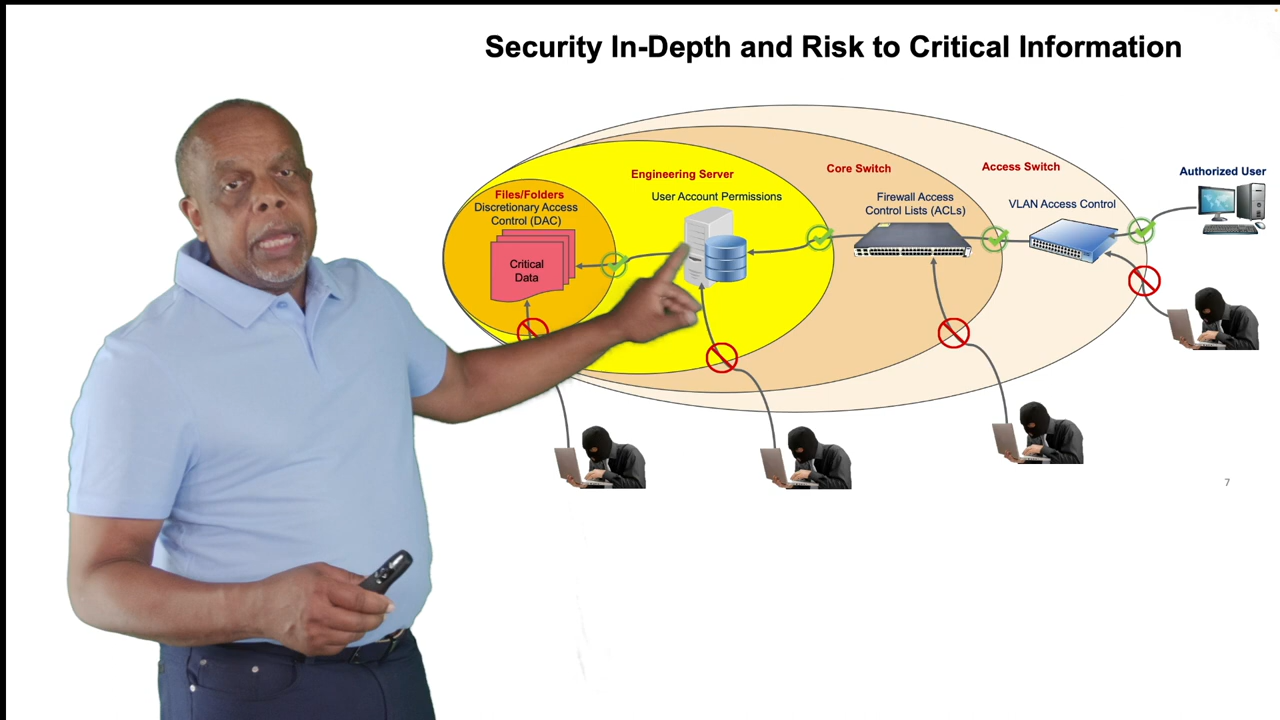 Security In-Depth and Risk to Critical Information
Files/Folders
Discretionary Access
Control (DAC)
Critical
Data
Engineering Server
User Account Permissions
Core Switch
Firewall Access
Control Lists (ACLs)
Access Switch
VLAN Access Control
Authorized User
7